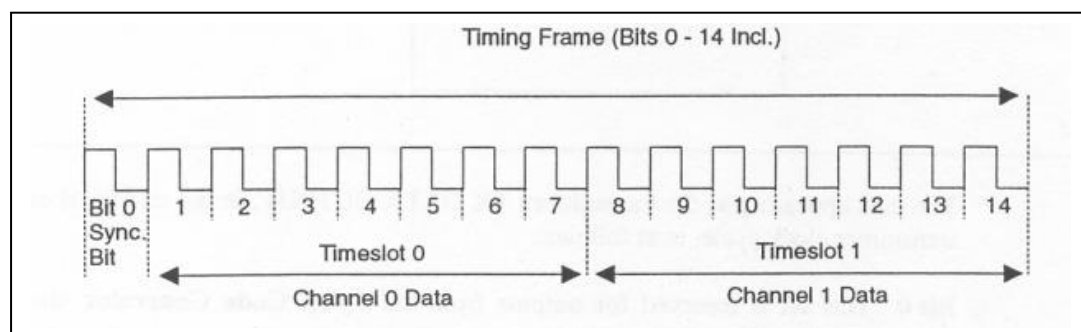 Timing Frame (Bits 0 - 14 Incl.)
Bit 0
Sync.
Bit
1 2 3 4 5 6 7 8 9 10 11 12 13 14
Timeslot 0
Timeslot 1
Channel 0 Data
Channel 1 Data